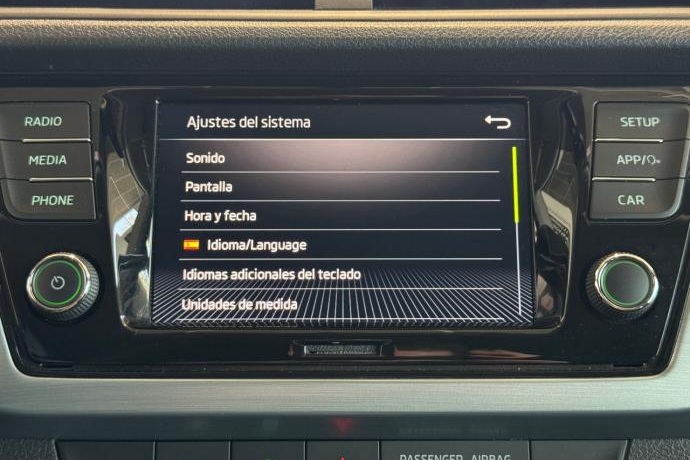 Ajustes del sistema
RADIO
MEDIA
PHONE
Sonido
Pantalla
Hora y fecha
Idioma/Language
Idiomas adicionales del teclado
Unidades de medida
SETUP
APP/
CAR
PASSENGER AIRBAG